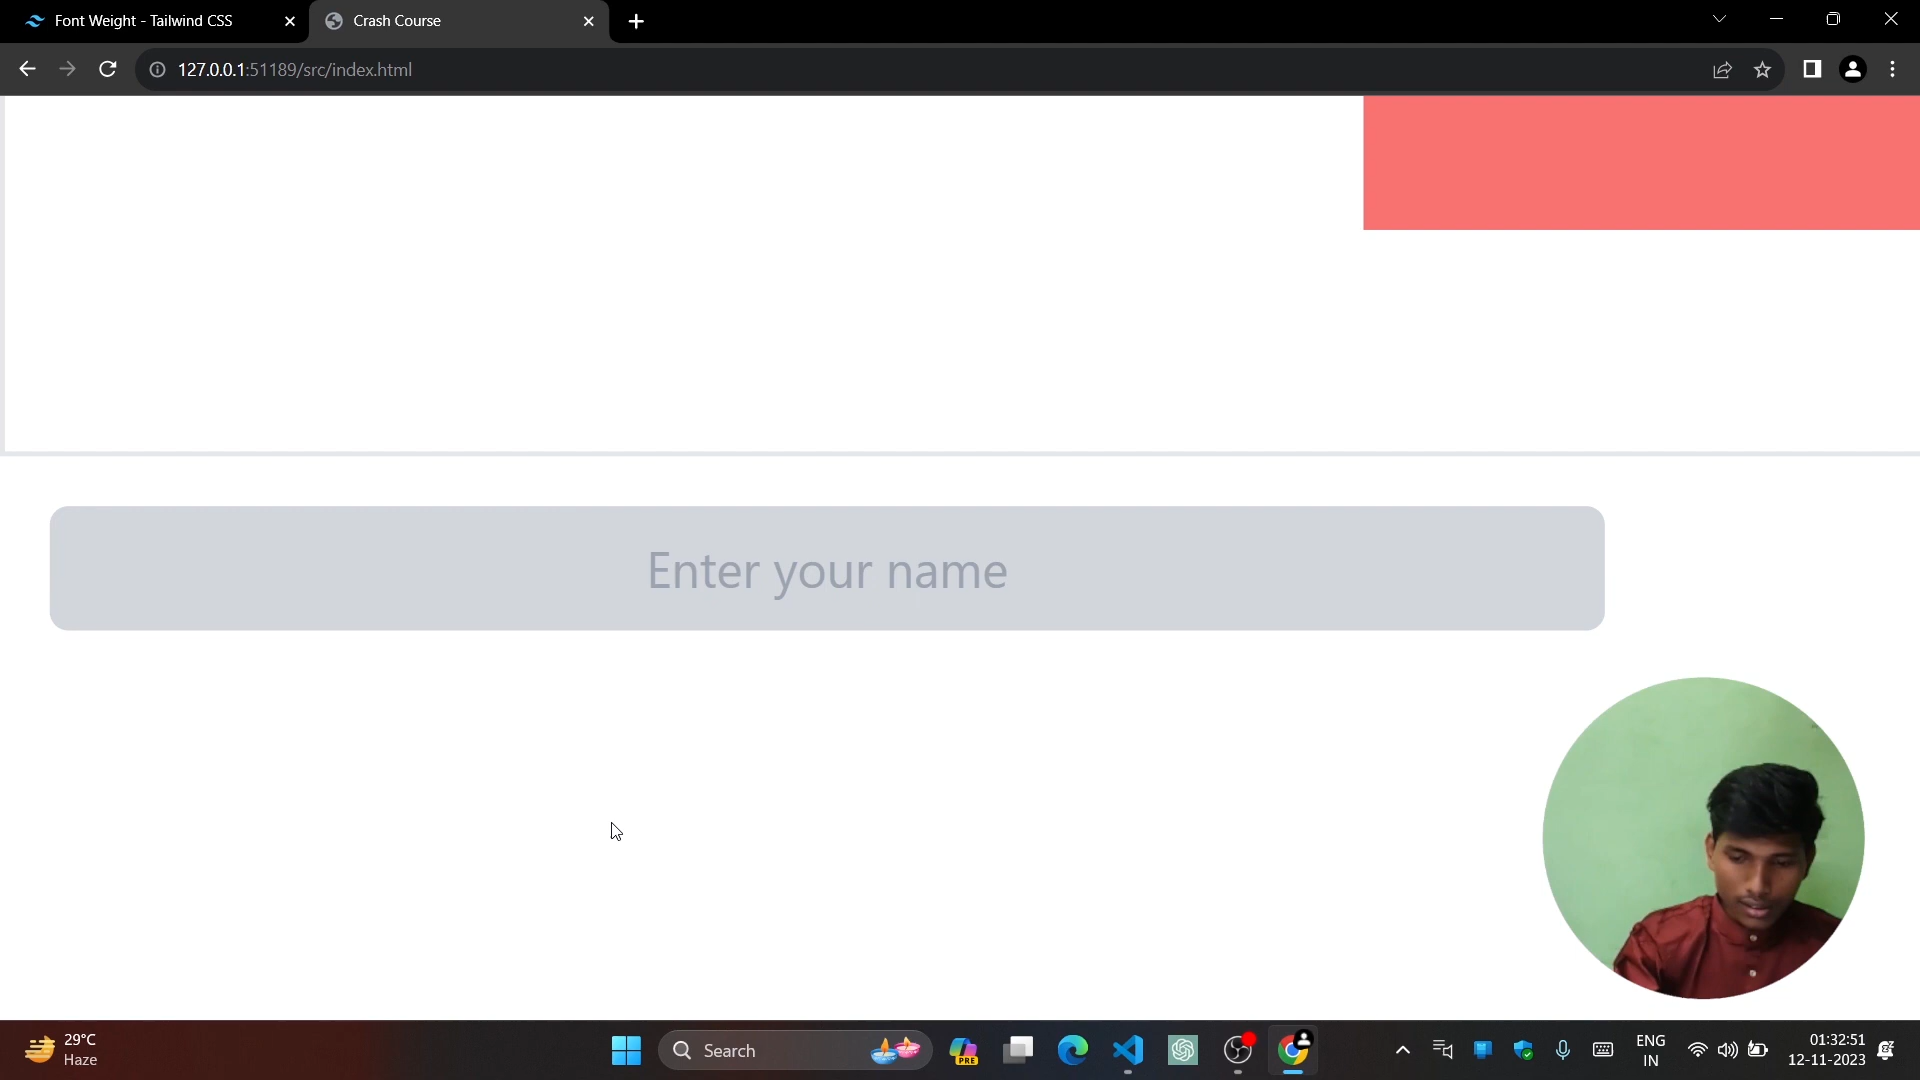 Font Weight - Tailwind CSS
Crash Course
127.0.0.1:51189/src/index.html
Enter your name
29°C
Haze
Search
PRE
ENG
IN
01:32:51
12-11-2023